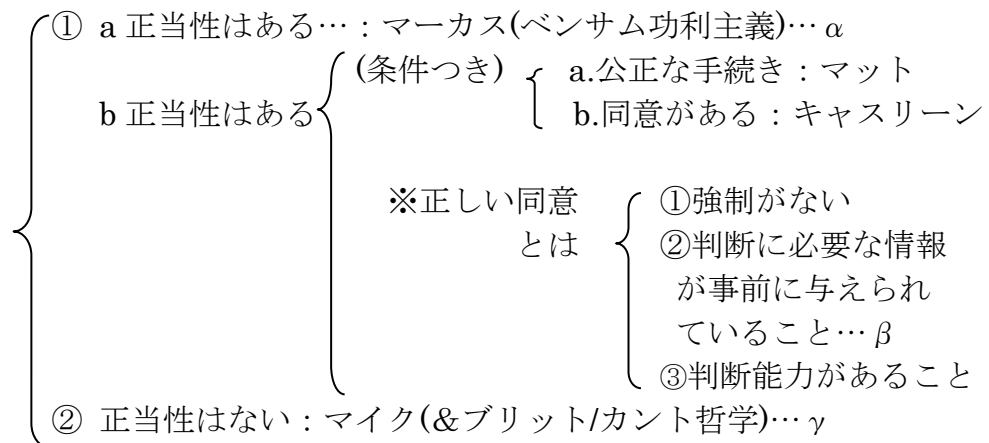 ① a 正当性はある…：マーカス(ベンサム功利主義)… α
(条件つき) a.公正な手続き：マット
b 正当性はある
b.同意がある：キャスリーン
※正しい同意 ①強制がない
とは ②判断に必要な情報
が事前に与えられ
ていること… β
③判断能力があること
② 正当性はない：マイク(&ブリット/カント哲学)… γ